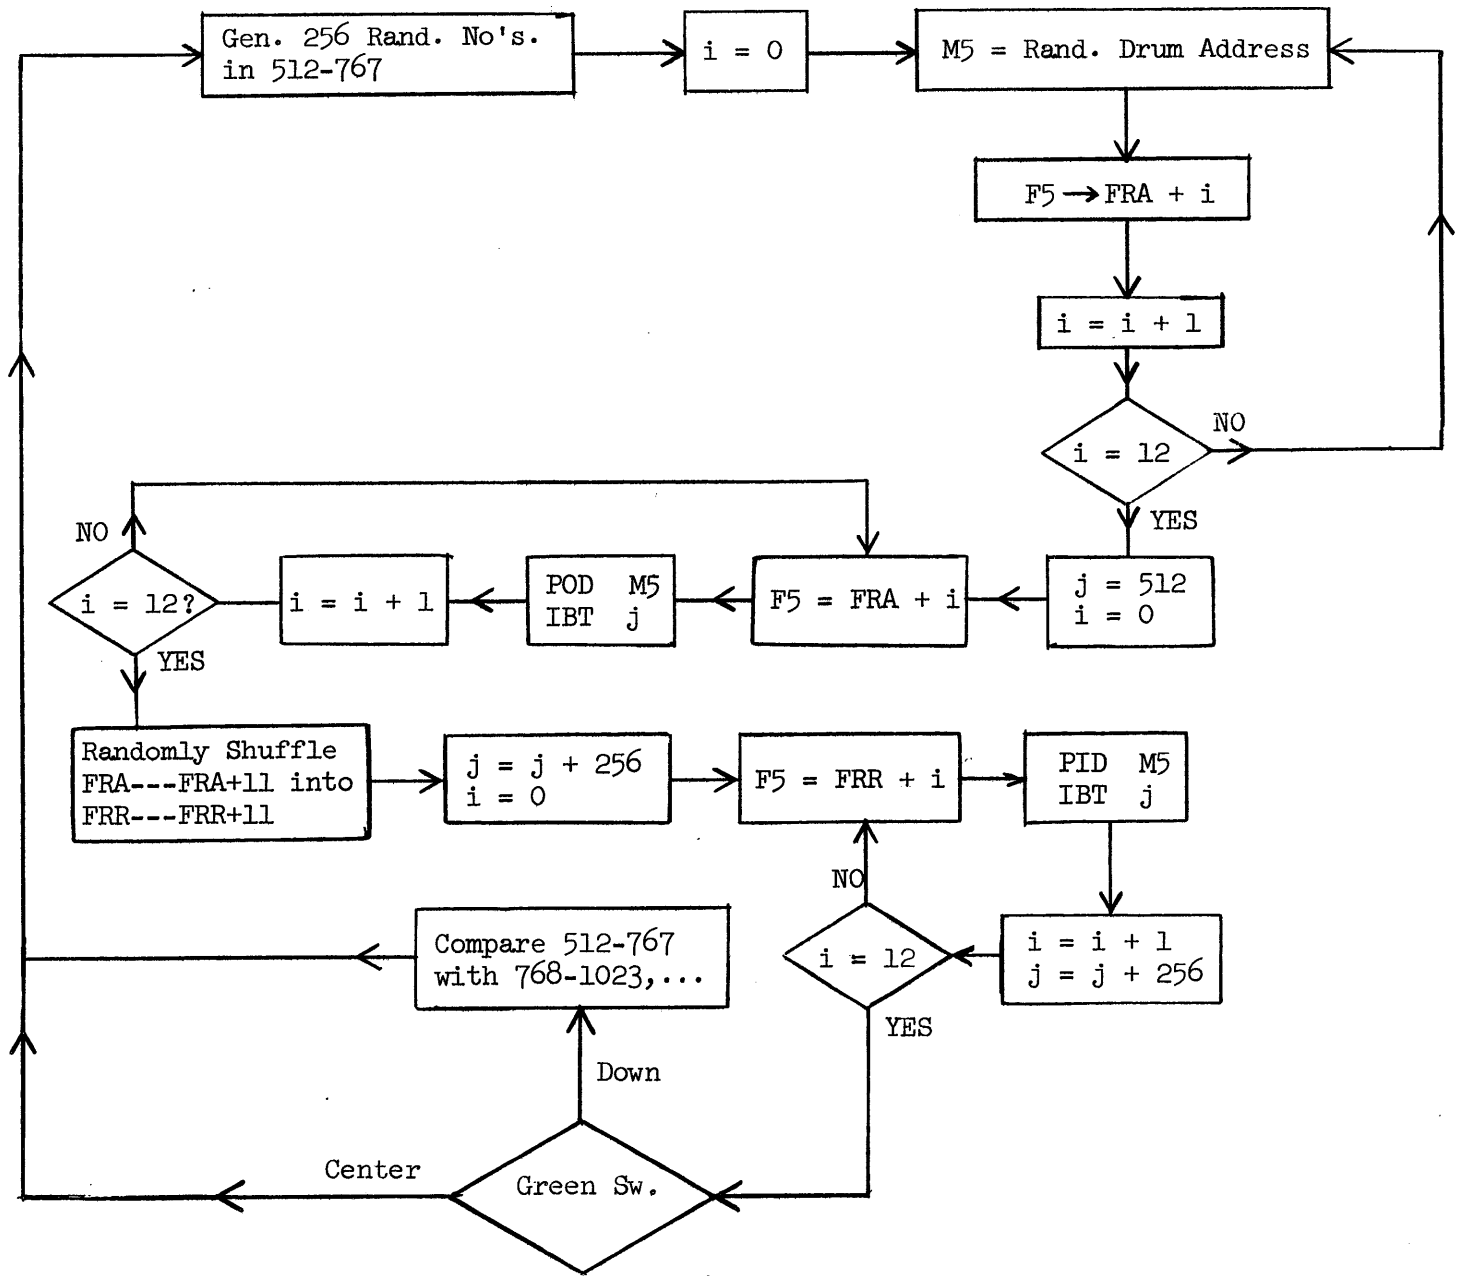 Gen. 256 Rand. No's.
in 512-767
i = 0
M5 = Rand. Drum Address
F5→FRA + i
i = i + 1
i = 12
NO
YES
j = 512
i = 0
F5 = FRA + i
POD M5
IBT j
i = i + 1
i = 12?
NO
YES
Randomly Shuffle
FRA---FRA+11 into
FRR---FRR+11
j = j + 256
i = 0
F5 = FRR + i
PID M5
IBT j
i = i + 1
j = j + 256
i = 12
NO
YES
Green Sw.
Down
Compare 512-767
with 768-1023,...
Center